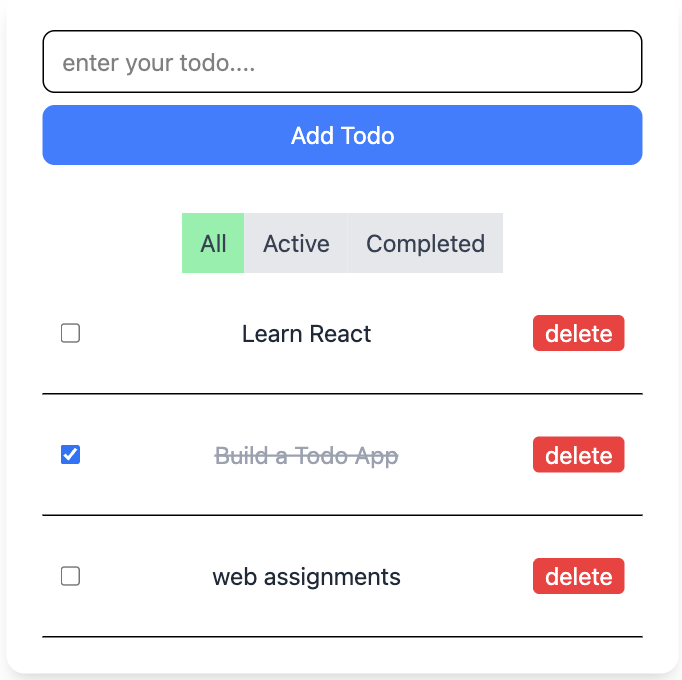 enter your todo....
Add Todo
All Active Completed
Learn React delete
Build a Todo App delete
web assignments delete